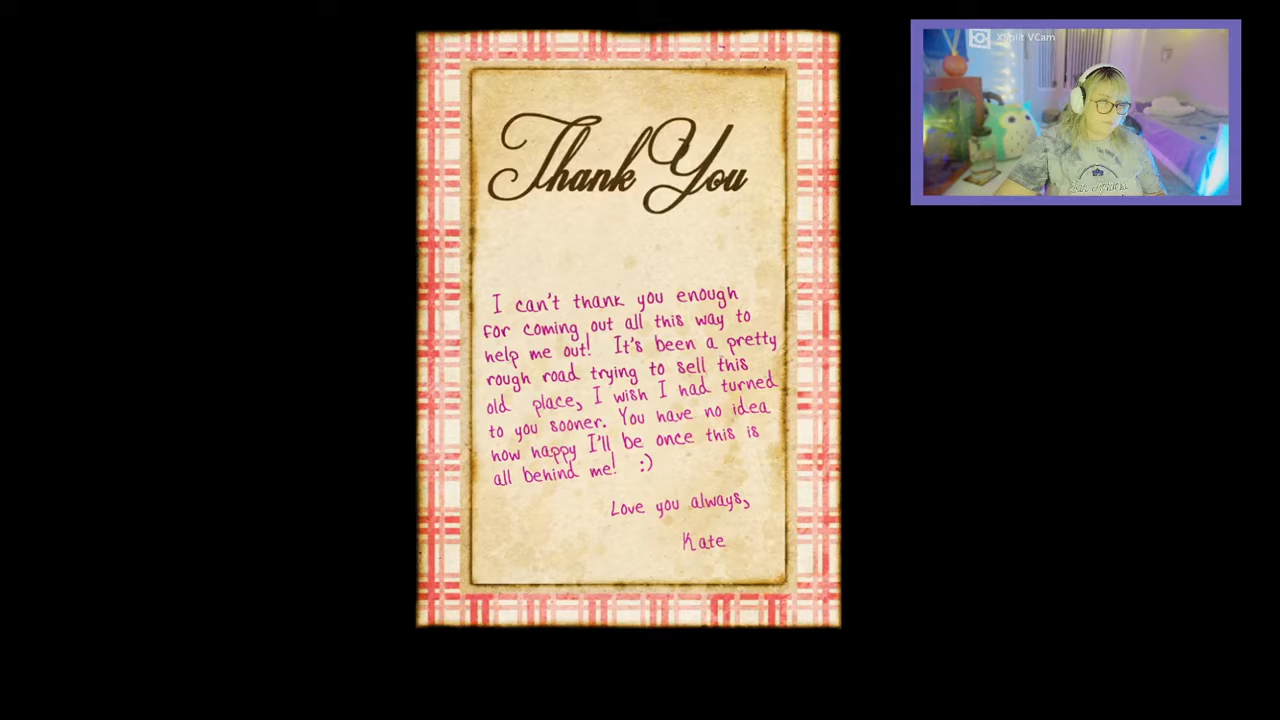 XSplit VCam
Thank You
I can't thank you enough
for coming out all this way to
help me out! It's been a pretty
rough road trying to sell this
old place, I wish I had turned
to you sooner. You have no idea
how happy I'll be once this is
all behind me! :)
Love you always,
Kate